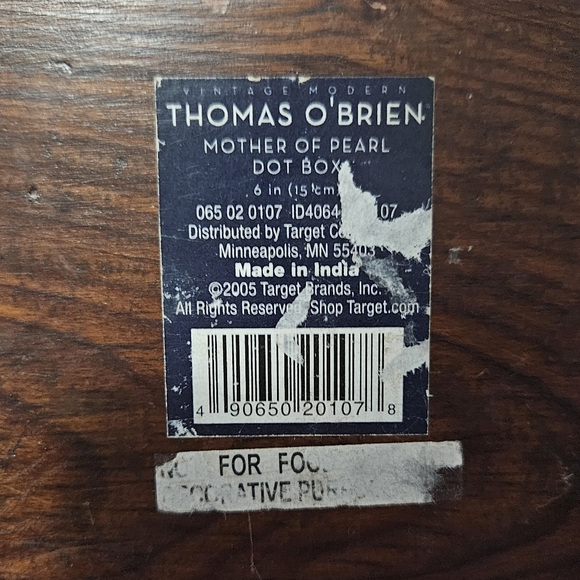 VINTAGE MODERN
THOMAS O'BRIEN
MOTHER OF PEARL
DOT BOX
6 in (15 cm)
065 02 0107 ID4064 07
Distributed by Target
Minneapolis, MN 55403
Made in India
©2005 Target Brands, Inc.
All Rights Reserved Shop Target.com
4 90650 20107 8
FOR